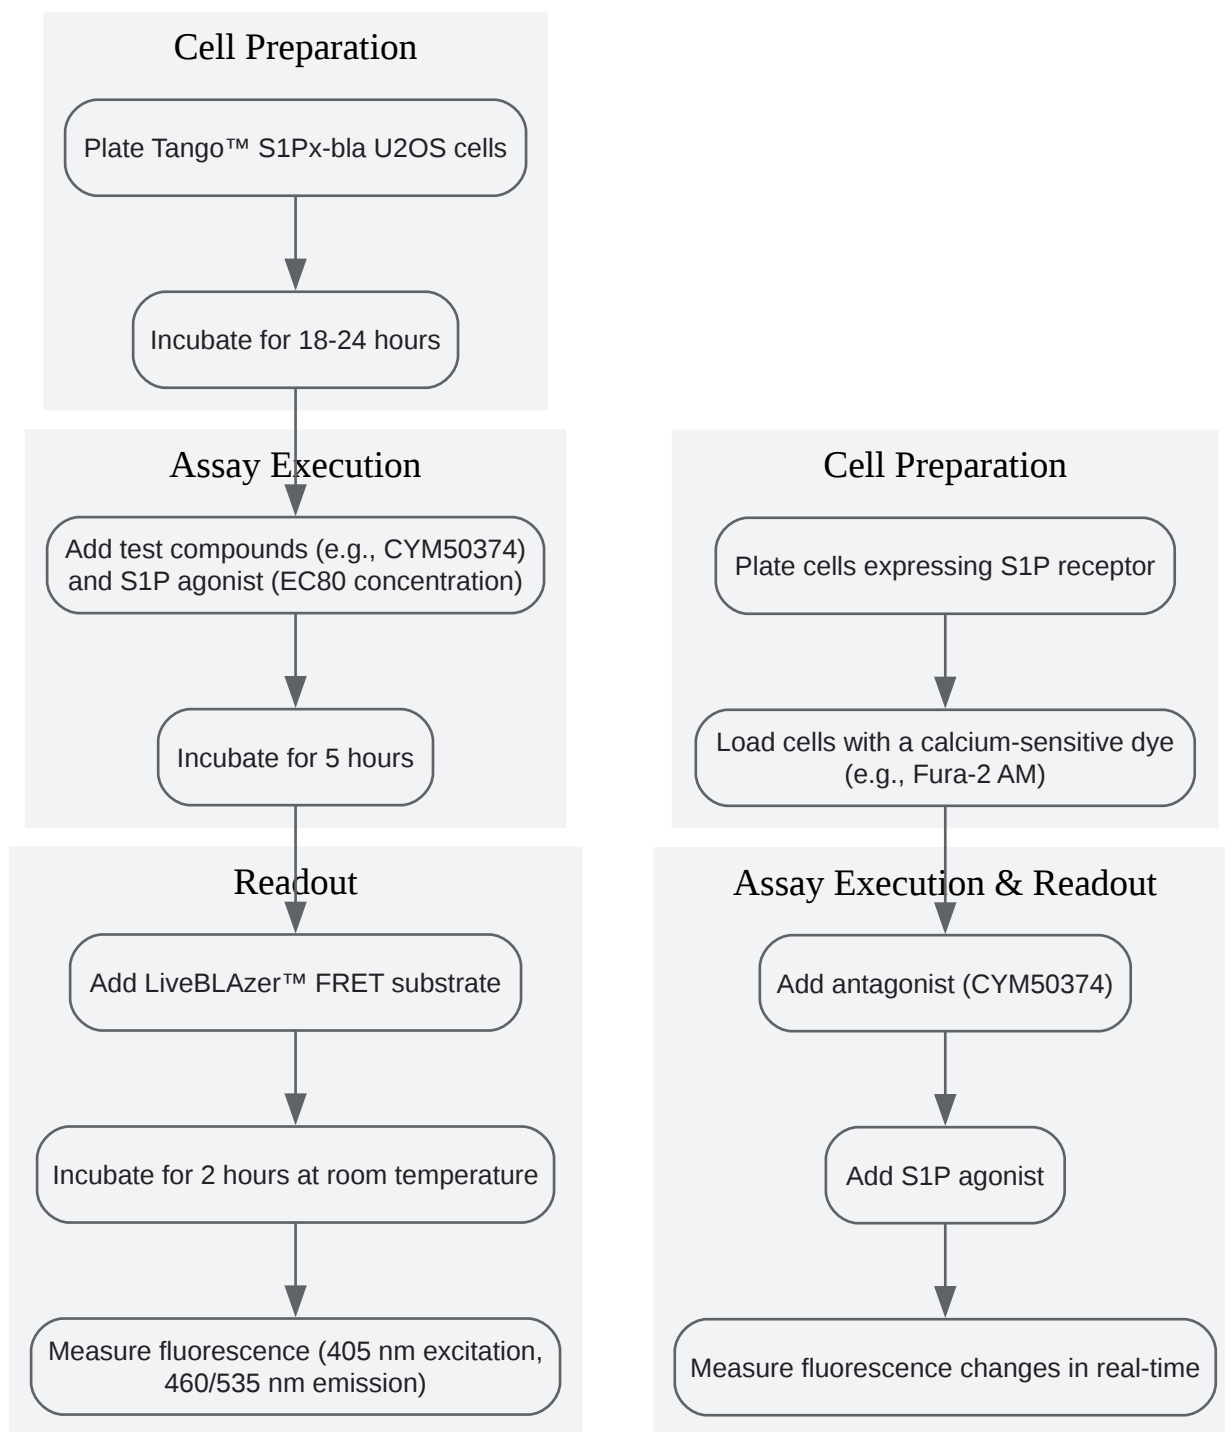 Cell Preparation
Plate Tango™ S1Px-bla U2OS cells
Incubate for 18-24 hours
Assay Execution
Add test compounds (e.g., CYM50374)
and S1P agonist (EC80 concentration)
Incubate for 5 hours
Readout
Add LiveBLAzer™ FRET substrate
Incubate for 2 hours at room temperature
Measure fluorescence (405 nm excitation,
460/535 nm emission)
Cell Preparation
Plate cells expressing S1P receptor
Load cells with a calcium-sensitive dye
(e.g., Fura-2 AM)
Assay Execution & Readout
Add antagonist (CYM50374)
Add S1P agonist
Measure fluorescence changes in real-time